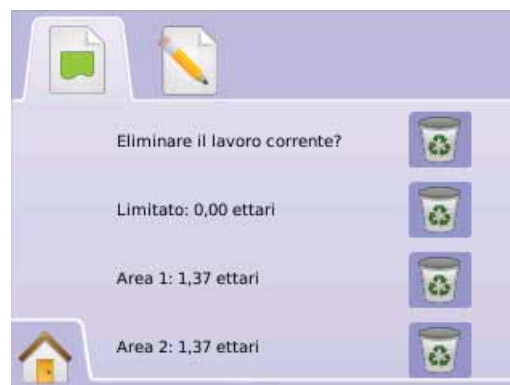 Eliminare il lavoro corrente?
Limitato: 0,00 ettari
Area 1: 1,37 ettari
Area 2: 1,37 ettari